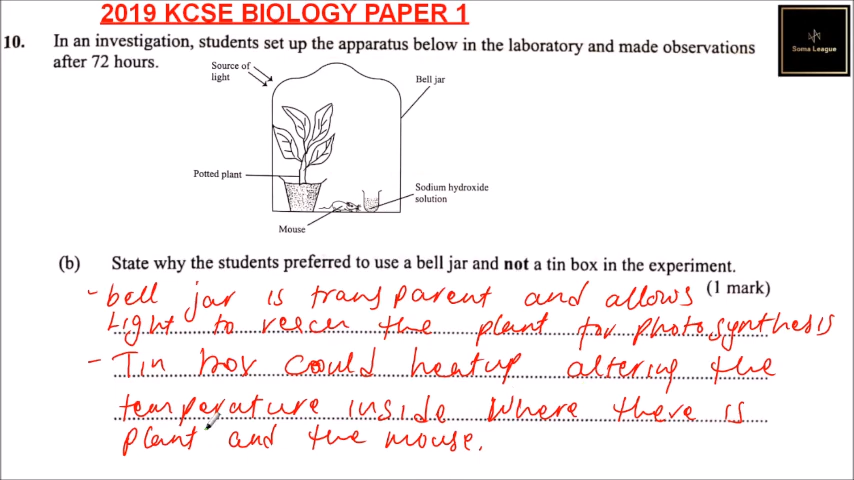 2019 KCSE BIOLOGY PAPER 1
Soma League
10. In an investigation, students set up the apparatus below in the laboratory and made observations
after 72 hours.
Source of
light
Bell jar
Potted plant
Sodium hydroxide
solution
Mouse
(b) State why the students preferred to use a bell jar and not a tin box in the experiment.
(1 mark)
- bell jar is transparent and allows
Light to reach the plant for photosynthesis
- Tin box could heatup altering the
temperature inside where there is
plant and the mouse.